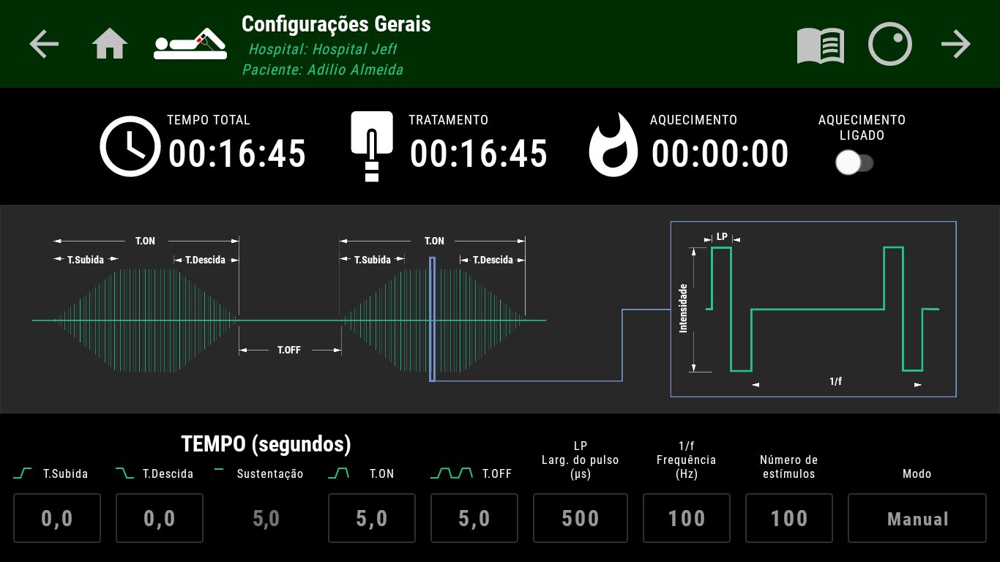 Configurações Gerais
Hospital: Hospital Jeff
Paciente: Adilio Almeida
TEMPO TOTAL
00:16:45
TRATAMENTO
00:16:45
AQUECIMENTO
00:00:00
AQUECIMENTO
LIGADO
T.ON
T.Subida
T.Descida
T.OFF
T.ON
T.Subida
T.Descida
LP
Intensidade
1/f
TEMPO (segundos)
T.Subida
0,0
T.Descida
0,0
Sustentação
5,0
T.ON
5,0
T.OFF
5,0
LP
Larg. do pulso
(µs)
500
1/f
Frequência
(Hz)
100
Número de
estímulos
100
Modo
Manual